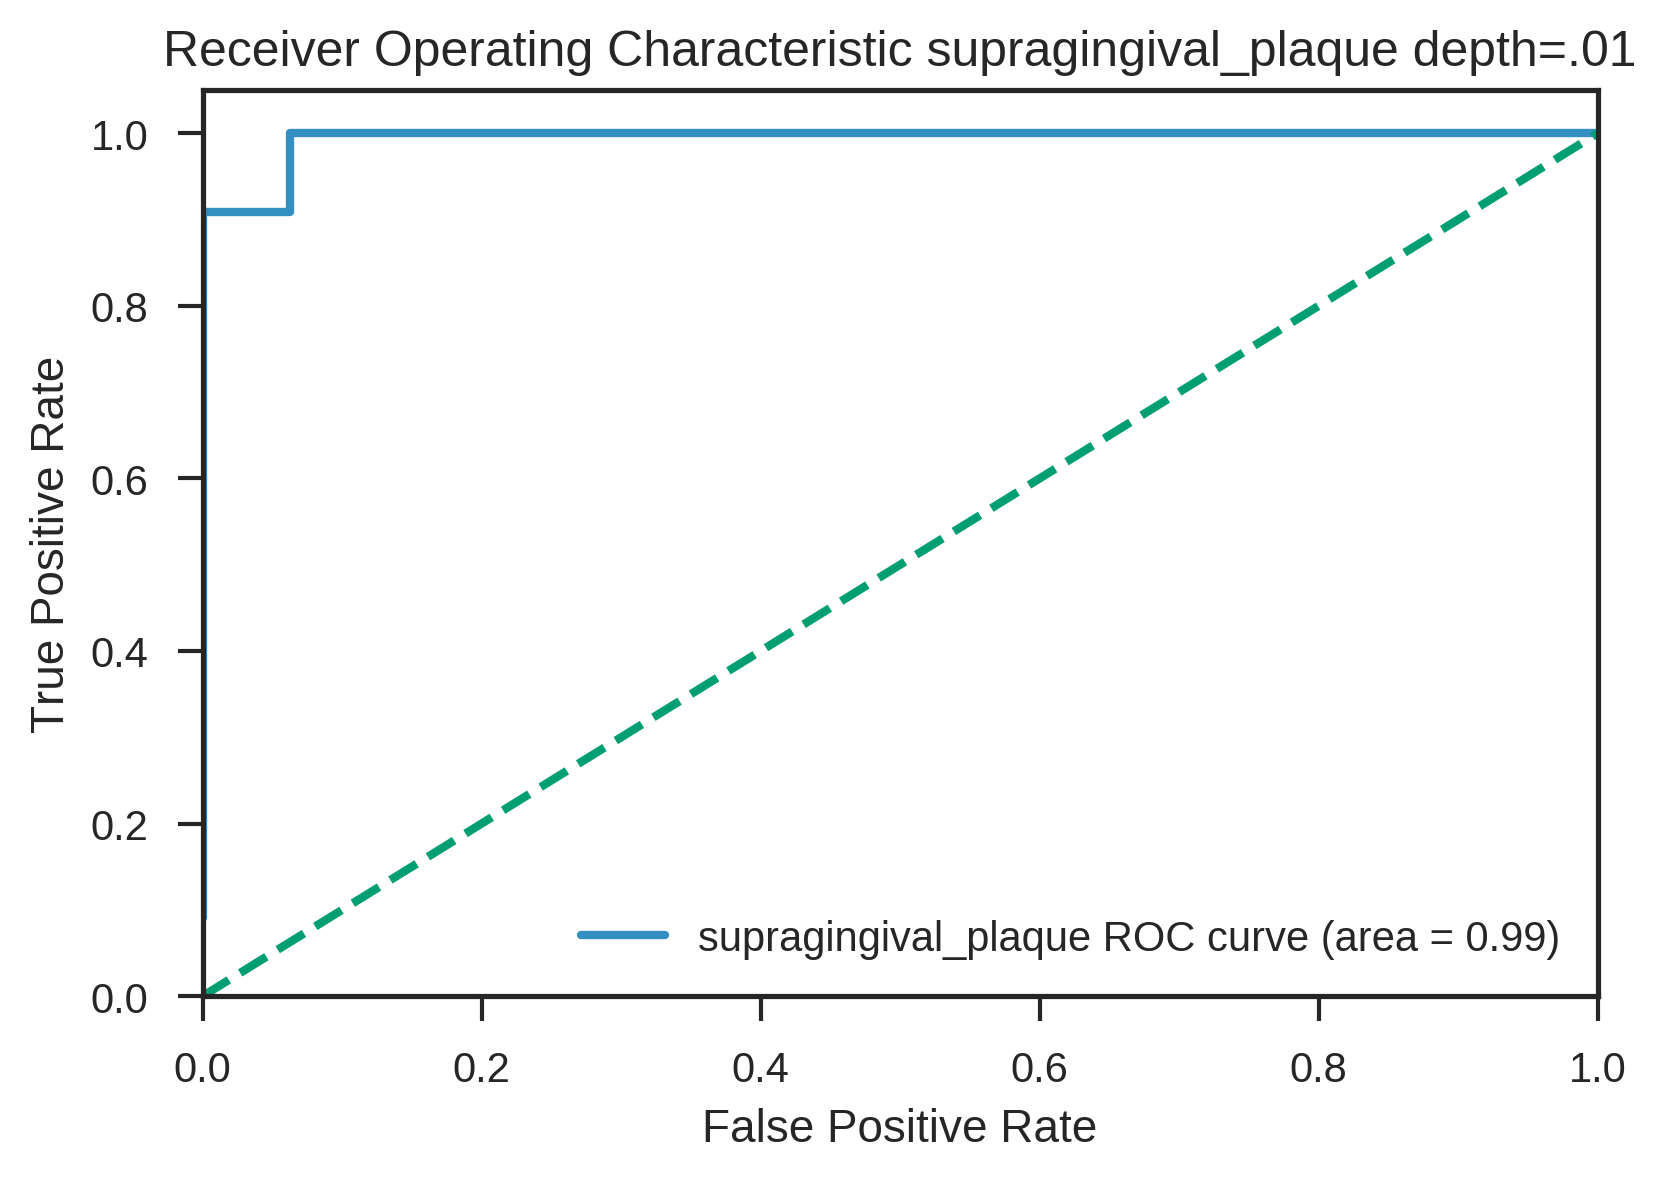 Receiver Operating Characteristic supragingival_plaque depth=.01
1.0
0.8
0.6
0.4
0.2
0.0
True Positive Rate
supragingival_plaque ROC curve (area = 0.99)
0.0 0.2 0.4 0.6 0.8 1.0
False Positive Rate